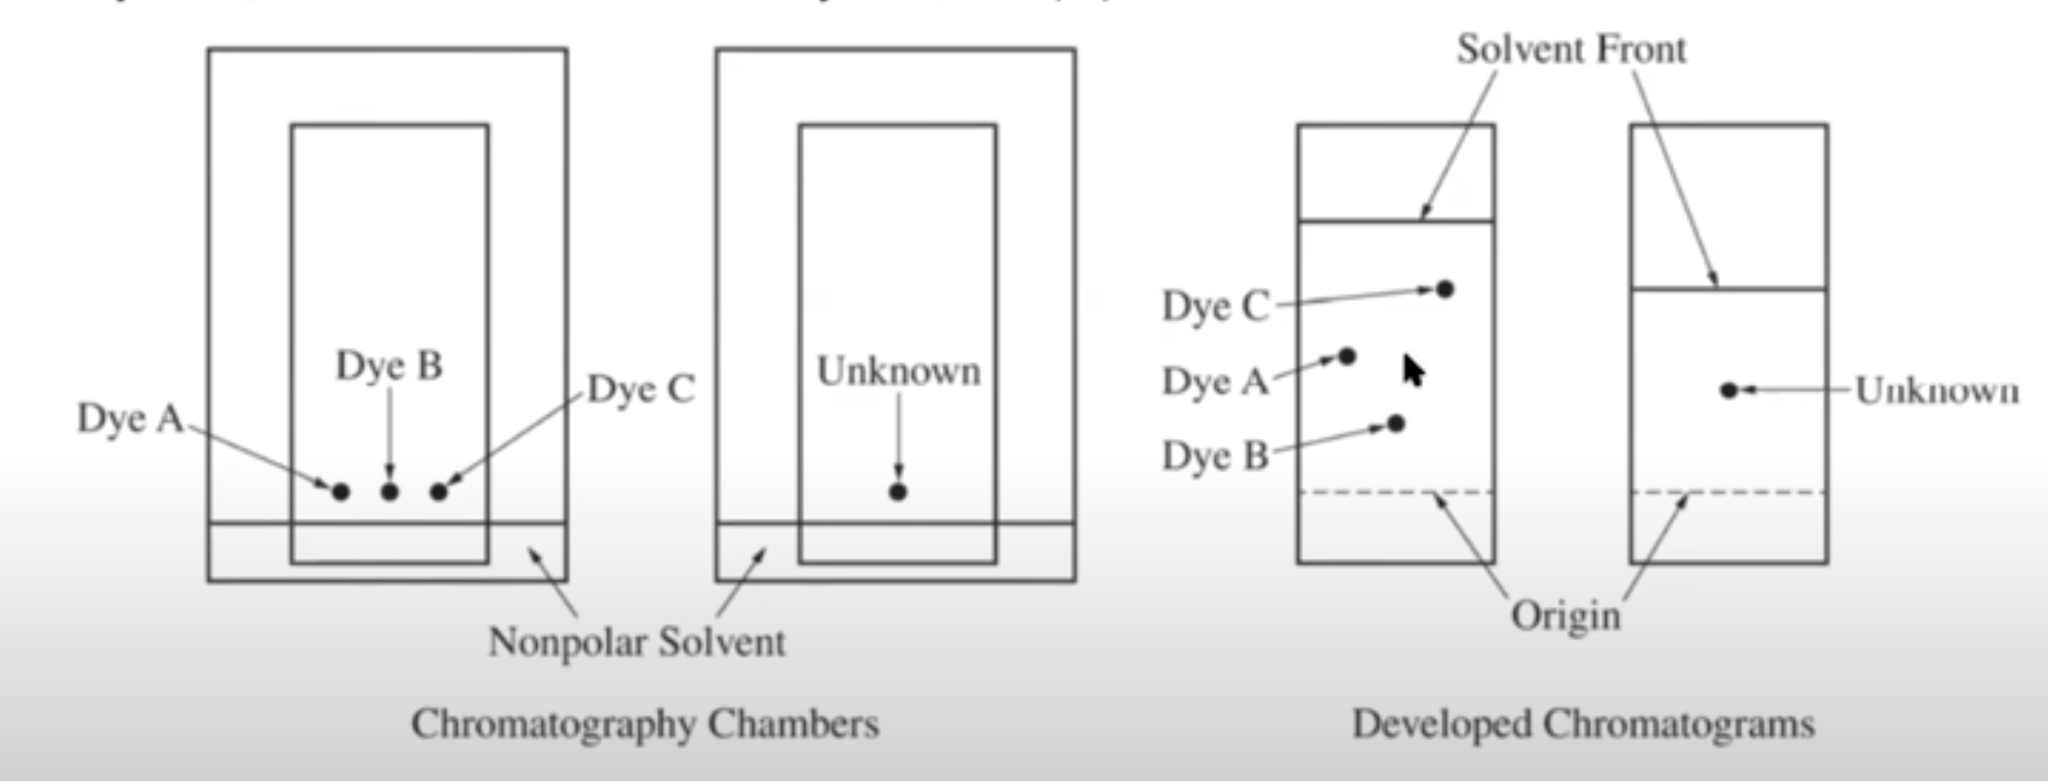 Dye A
Dye B
Dye C
Unknown
Nonpolar Solvent
Chromatography Chambers
Solvent Front
Dye C
Dye A
Dye B
Unknown
Origin
Developed Chromatograms